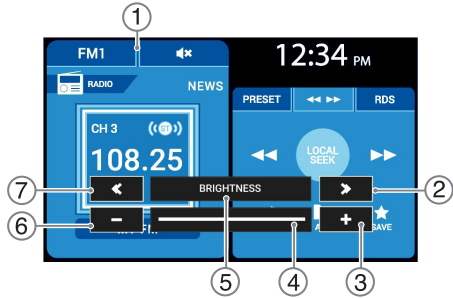 1
FM1
12:34 PM
RADIO
NEWS
PRESET
RDS
CH 3
((ST))
108.25
LOCAL
SEEK
7
BRIGHTNESS
2
6
SAVE
5
4
3